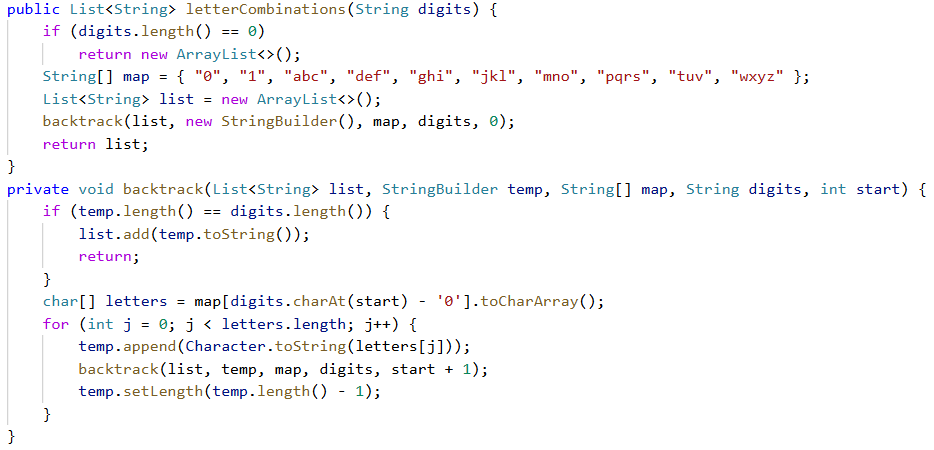 public List<String> letterCombinations(String digits) {
    if (digits.length() == 0)
        return new ArrayList<>();
    String[] map = { "0", "1", "abc", "def", "ghi", "jkl", "mno", "pqrs", "tuv", "wxyz" };
    List<String> list = new ArrayList<>();
    backtrack(list, new StringBuilder(), map, digits, 0);
    return list;
}
private void backtrack(List<String> list, StringBuilder temp, String[] map, String digits, int start) {
    if (temp.length() == digits.length()) {
        list.add(temp.toString());
        return;
    }
    char[] letters = map[digits.charAt(start) - '0'].toCharArray();
    for (int j = 0; j < letters.length; j++) {
        temp.append(Character.toString(letters[j]));
        backtrack(list, temp, map, digits, start + 1);
        temp.setLength(temp.length() - 1);
    }
}